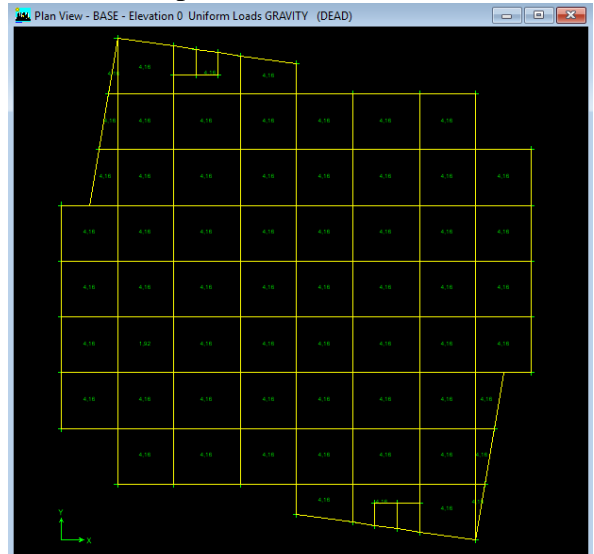 Plan View - BASE - Elevation 0 Uniform Loads GRAVITY (DEAD)
4,16
4,16 4,16 4,16
4,16 4,16 4,16 4,16 4,16 4,16 4,16
4,16 4,16 4,16 4,16 4,16 4,16 4,16 4,16
4,16 4,16 4,16 4,16 4,16 4,16 4,16 4,16
4,16 4,16 4,16 4,16 4,16 4,16 4,16 4,16
4,16 1,92 4,16 4,16 4,16 4,16 4,16 4,16
4,16 4,16 4,16 4,16 4,16 4,16 4,16 4,16
4,16 4,16 4,16 4,16 4,16 4,16 4,16
4,16 4,16 4,16
Y
X